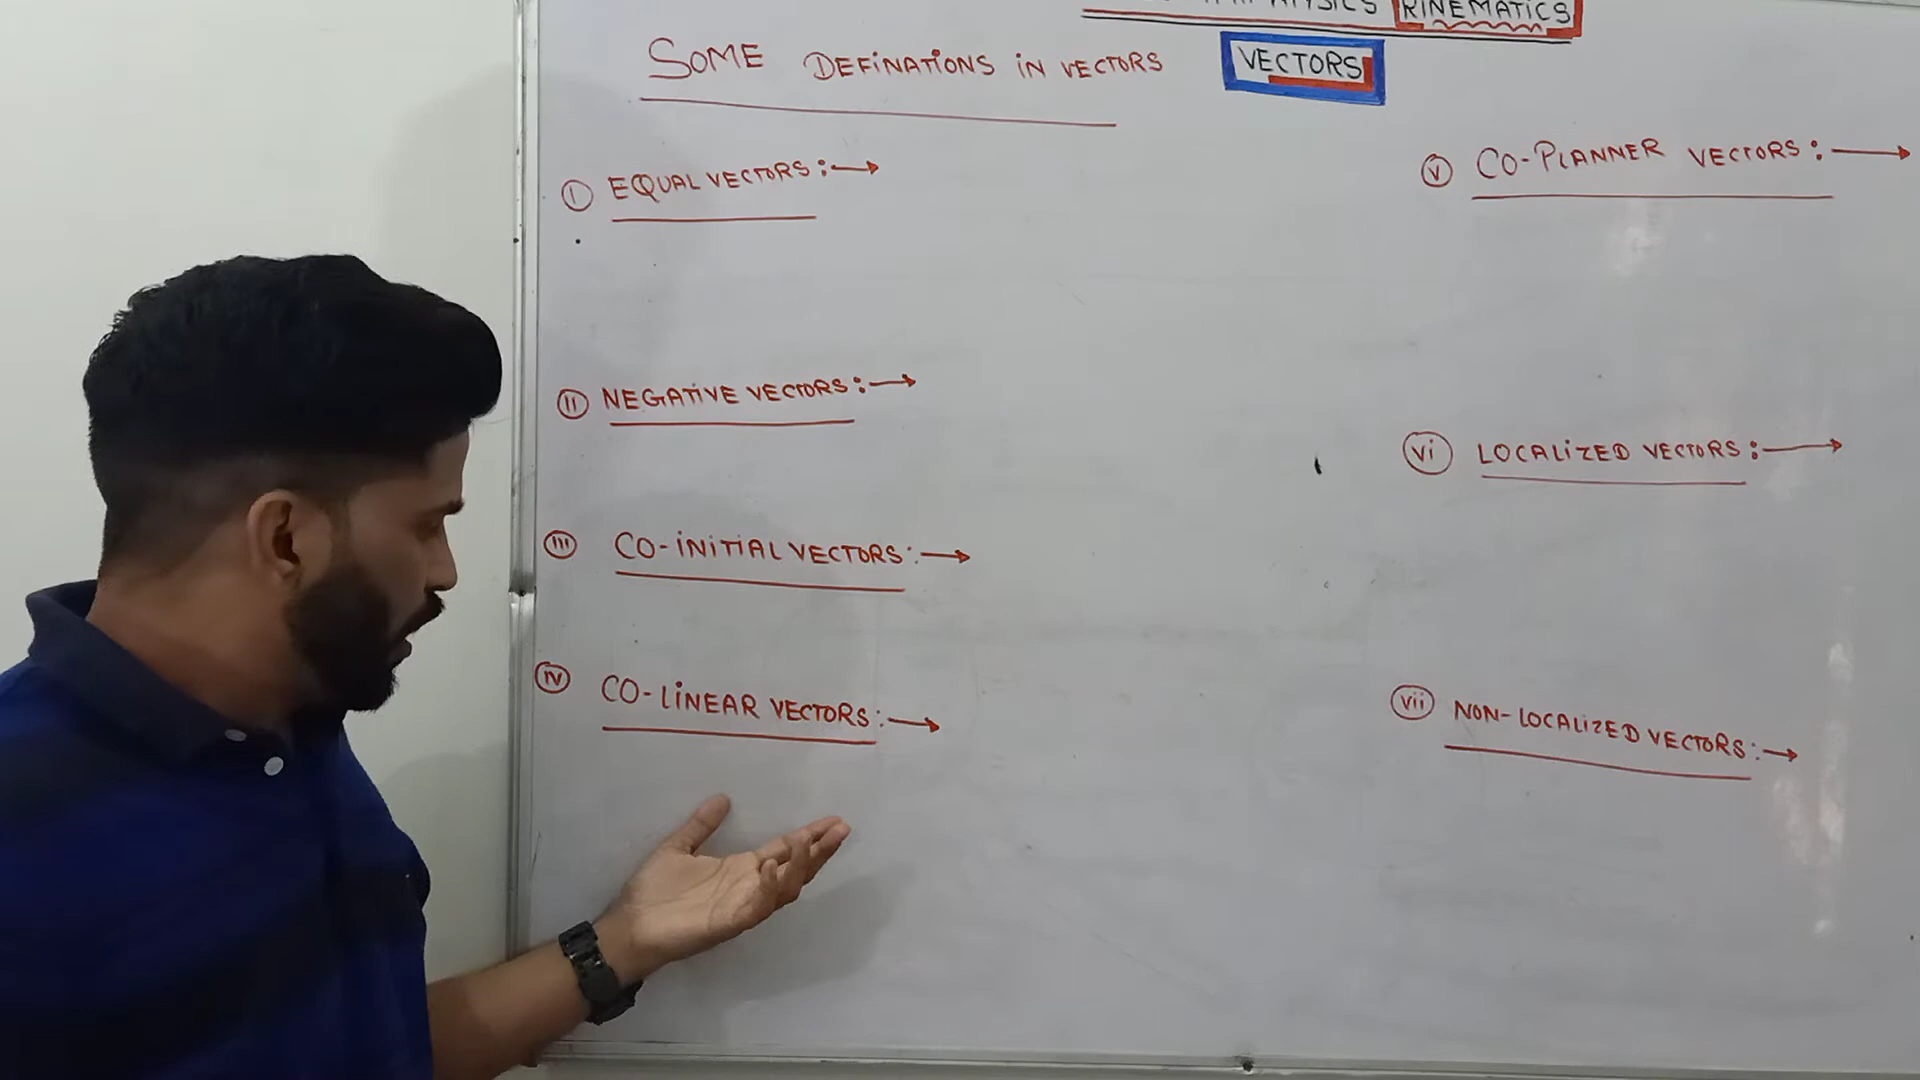 PHYSICS KINEMATICS
SOME DEFINATIONS IN VECTORS VECTORS
I EQUAL VECTORS :→
II NEGATIVE VECTORS :→
III CO-INITIAL VECTORS :→
IV CO-LINEAR VECTORS :→
V CO-PLANNER VECTORS :→
Vi LOCALIZED VECTORS :→
Vii NON-LOCALIZED VECTORS :→